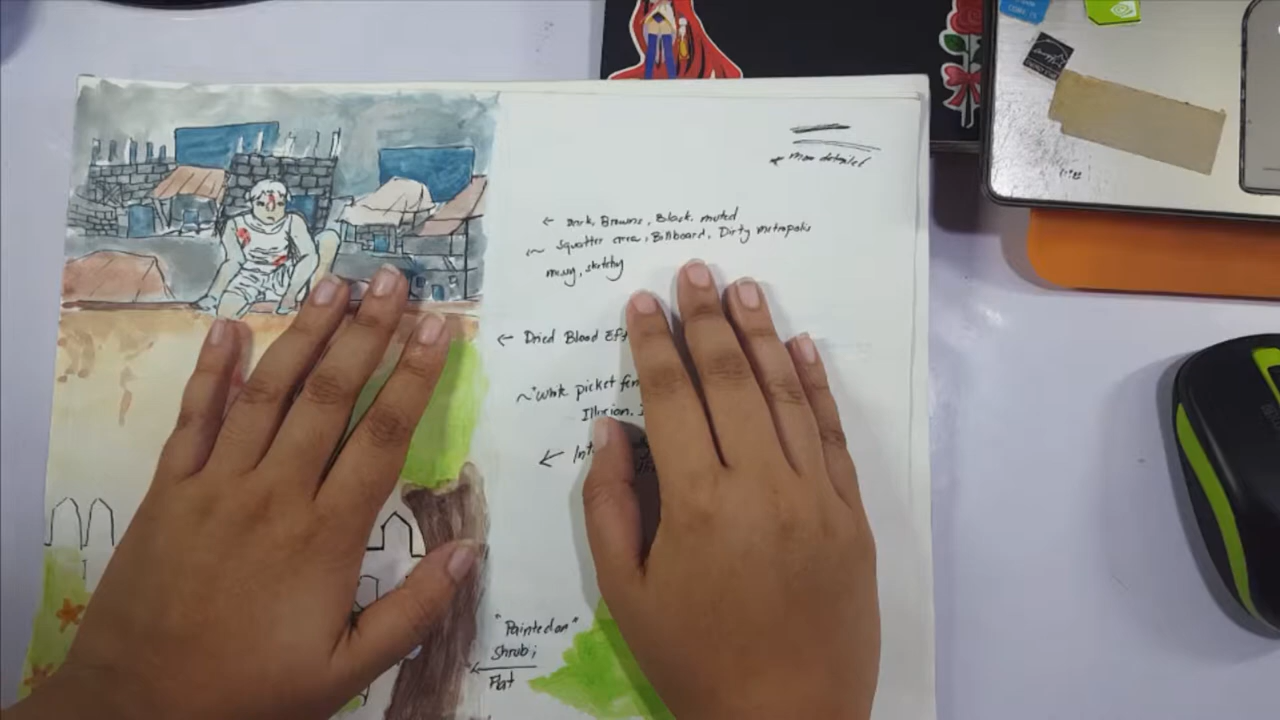 * More detailed
← Dark, Browns, Black. muted
~ Squatter area, Billboard, Dirty metropolis
messy, sketchy
← Dried Blood Eff
~ "White picket fen
Illusion.
← Int
"Painted on"
Shrub;
← Flat